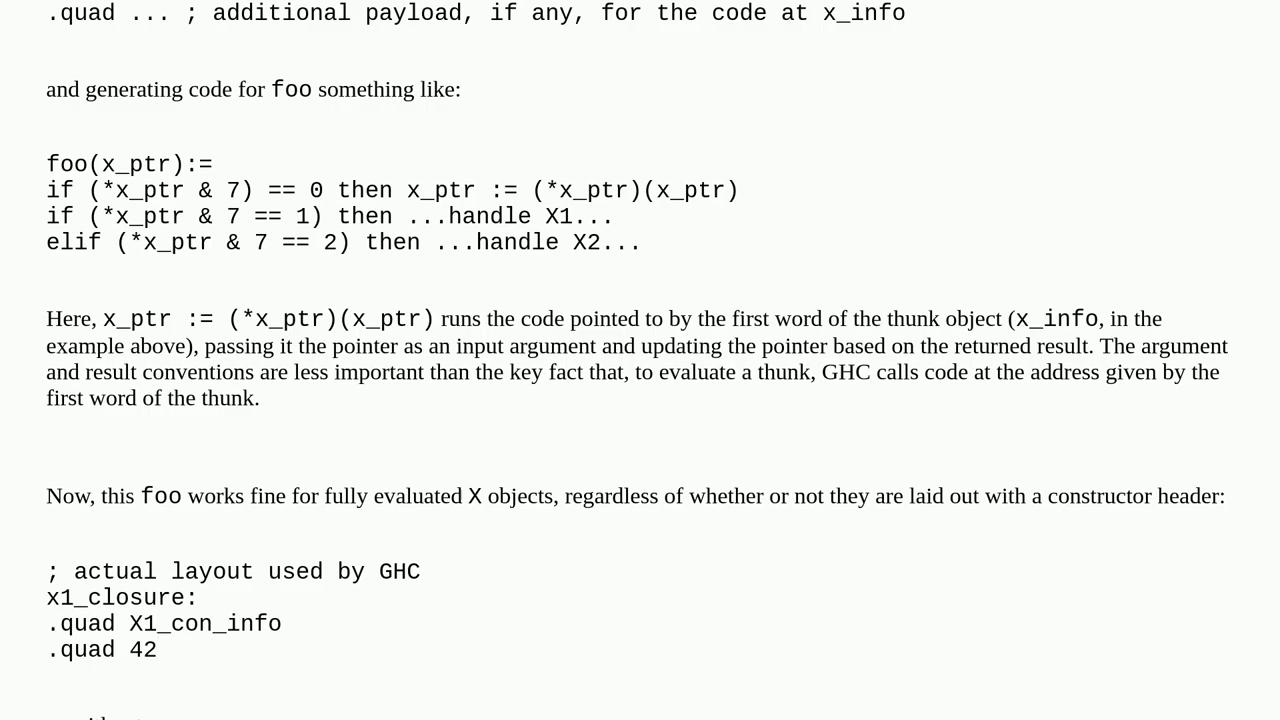 .quad ... ; additional payload, if any, for the code at x_info
and generating code for foo something like:
foo(x_ptr):=
if (*x_ptr & 7) == 0 then x_ptr := (*x_ptr)(x_ptr)
if (*x_ptr & 7 == 1) then ...handle X1...
elif (*x_ptr & 7 == 2) then ...handle X2...
Here, x_ptr := (*x_ptr)(x_ptr) runs the code pointed to by the first word of the thunk object (x_info, in the
example above), passing it the pointer as an input argument and updating the pointer based on the returned result. The argument
and result conventions are less important than the key fact that, to evaluate a thunk, GHC calls code at the address given by the
first word of the thunk.
Now, this foo works fine for fully evaluated X objects, regardless of whether or not they are laid out with a constructor header:
; actual layout used by GHC
x1_closure:
.quad X1_con_info
.quad 42